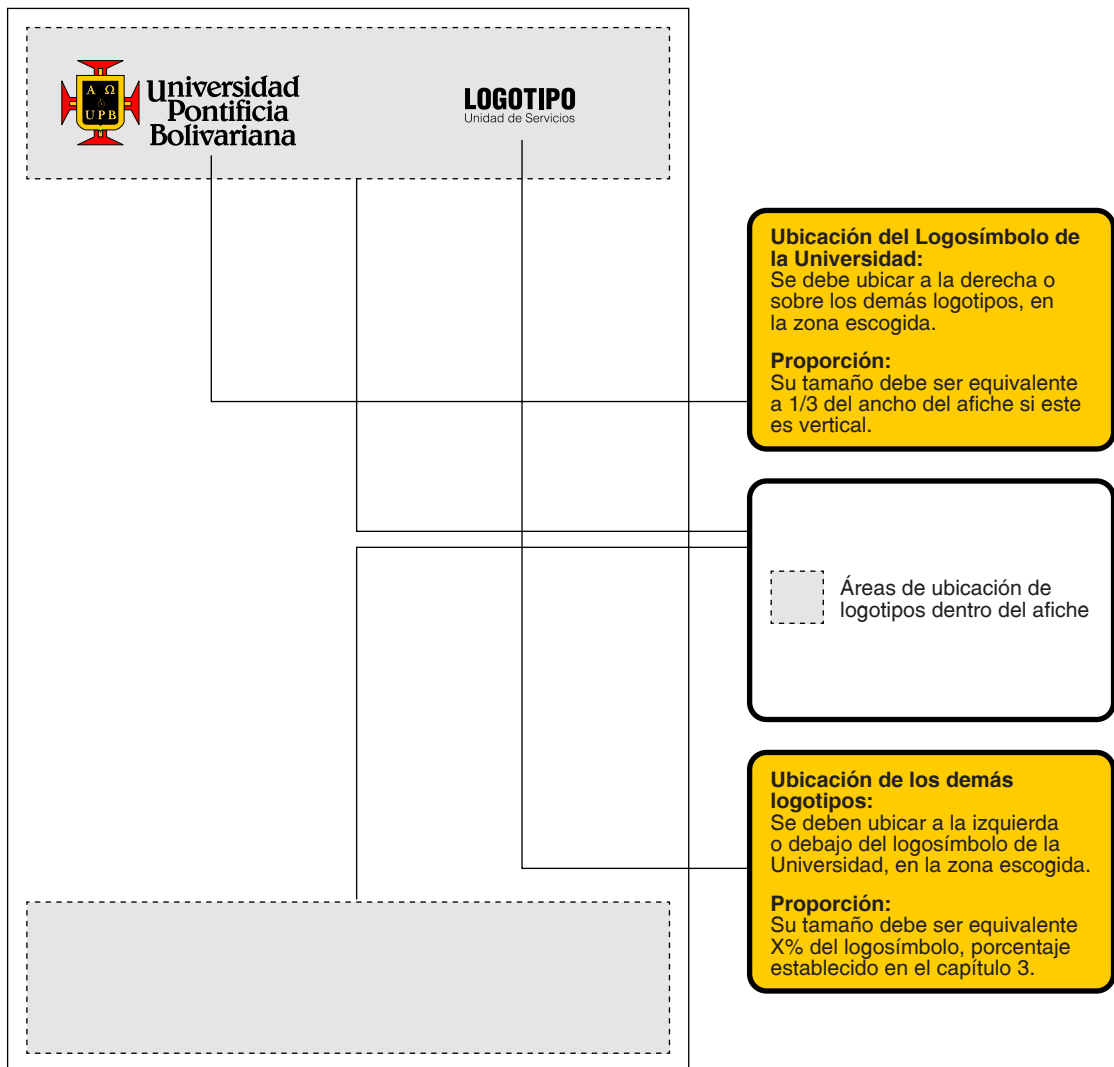 A Ω
UPB
Universidad
Pontificia
Bolivariana
LOGOTIPO
Unidad de Servicios
Ubicación del Logosímbolo de
la Universidad:
Se debe ubicar a la derecha o
sobre los demás logotipos, en
la zona escogida.
Proporción:
Su tamaño debe ser equivalente
a 1/3 del ancho del afiche si este
es vertical.
Áreas de ubicación de
logotipos dentro del afiche
Ubicación de los demás
logotipos:
Se deben ubicar a la izquierda
o debajo del logosímbolo de la
Universidad, en la zona escogida.
Proporción:
Su tamaño debe ser equivalente
X% del logosímbolo, porcentaje
establecido en el capítulo 3.